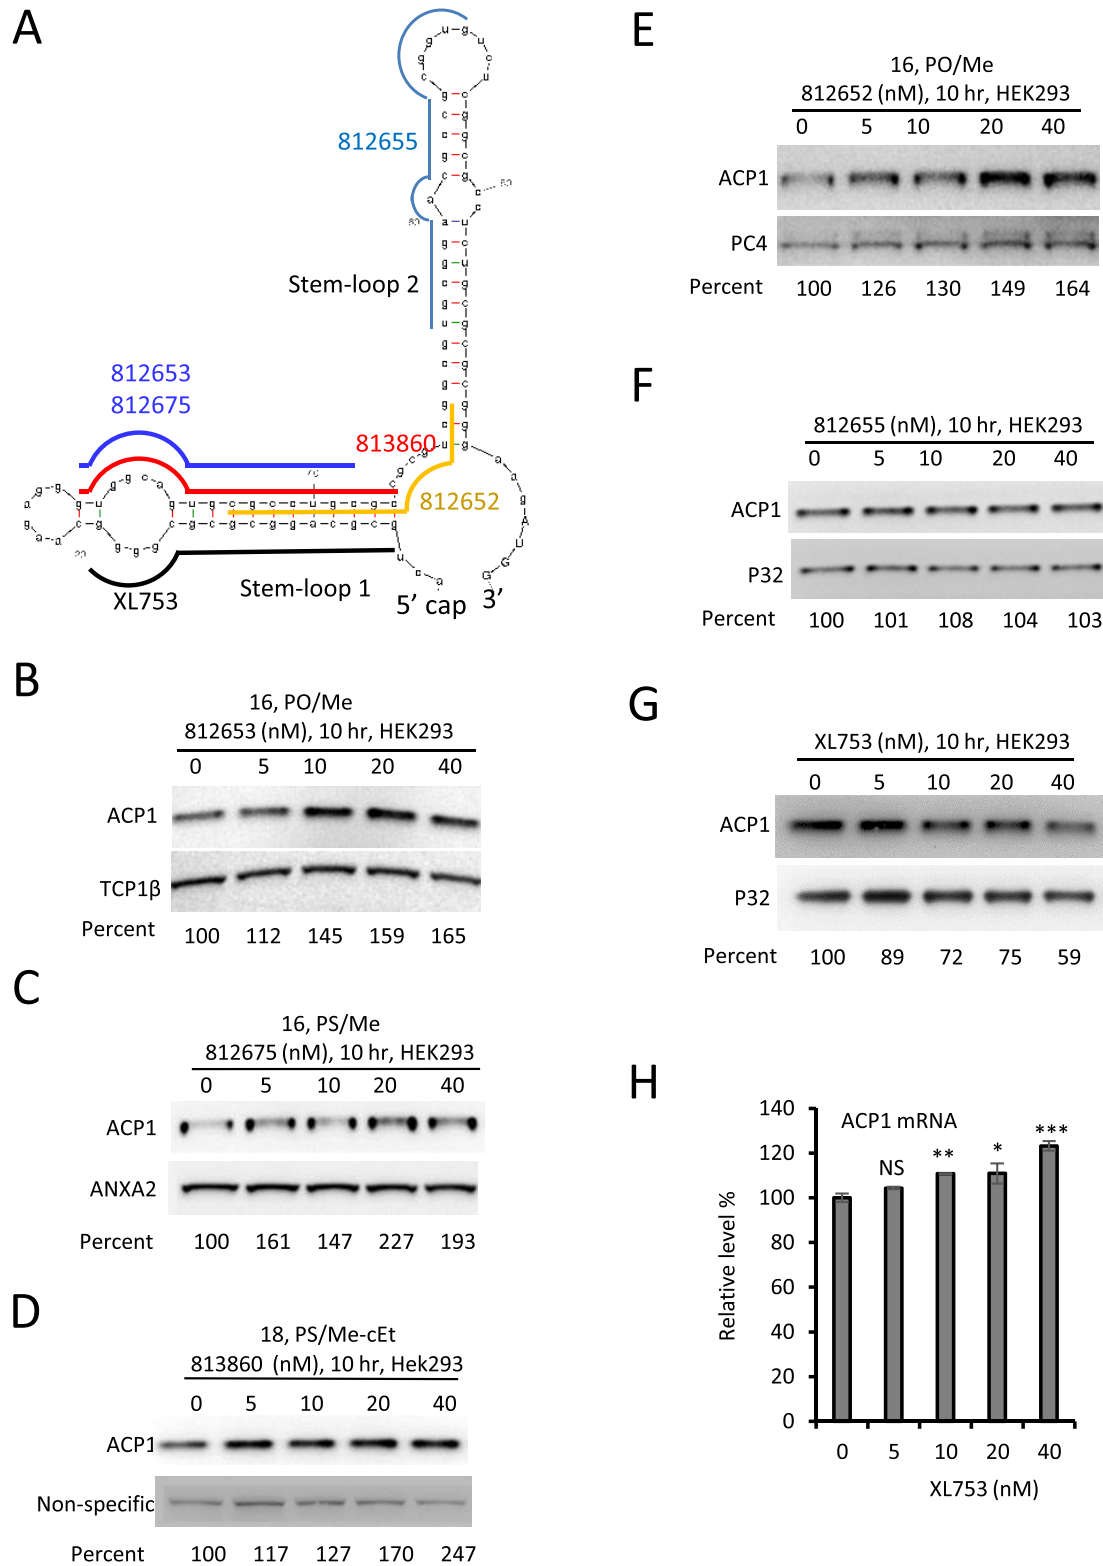 A
812655
80
90
Stem-loop 2
812653
812675
813860
70
812652
20
XL753
Stem-loop 1
5’ cap 3’
B
16, PO/Me
812653 (nM), 10 hr, HEK293
0 5 10 20 40
ACP1
TCP1β
Percent 100 112 145 159 165
C
16, PS/Me
812675 (nM), 10 hr, HEK293
0 5 10 20 40
ACP1
ANXA2
Percent 100 161 147 227 193
D
18, PS/Me-cEt
813860 (nM), 10 hr, Hek293
0 5 10 20 40
ACP1
Non-specific
Percent 100 117 127 170 247
E
16, PO/Me
812652 (nM), 10 hr, HEK293
0 5 10 20 40
ACP1
PC4
Percent 100 126 130 149 164
F
812655 (nM), 10 hr, HEK293
0 5 10 20 40
ACP1
P32
Percent 100 101 108 104 103
G
XL753 (nM), 10 hr, HEK293
0 5 10 20 40
ACP1
P32
Percent 100 89 72 75 59
H
ACP1 mRNA
NS ** * ***
Relative level %
140
120
100
80
60
40
20
0
0 5 10 20 40
XL753 (nM)